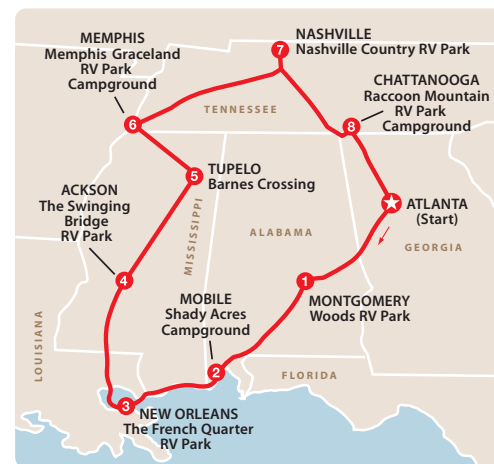 NASHVILLE
Nashville Country RV Park
7
MEMPHIS
Memphis Graceland
RV Park
Campground
CHATTANOOGA
Raccoon Mountain
RV Park
Campground
TENNESSEE
8
6
5
TUPELO
Barnes Crossing
ACKSON
The Swinging
Bridge
RV Park
ATLANTA
(Start)
MISSISSIPPI
ALABAMA
GEORGIA
4
1
MOBILE
Shady Acres
Campground
MONTGOMERY
Woods RV Park
LOUISIANA
2
FLORIDA
3
NEW ORLEANS
The French Quarter
RV Park